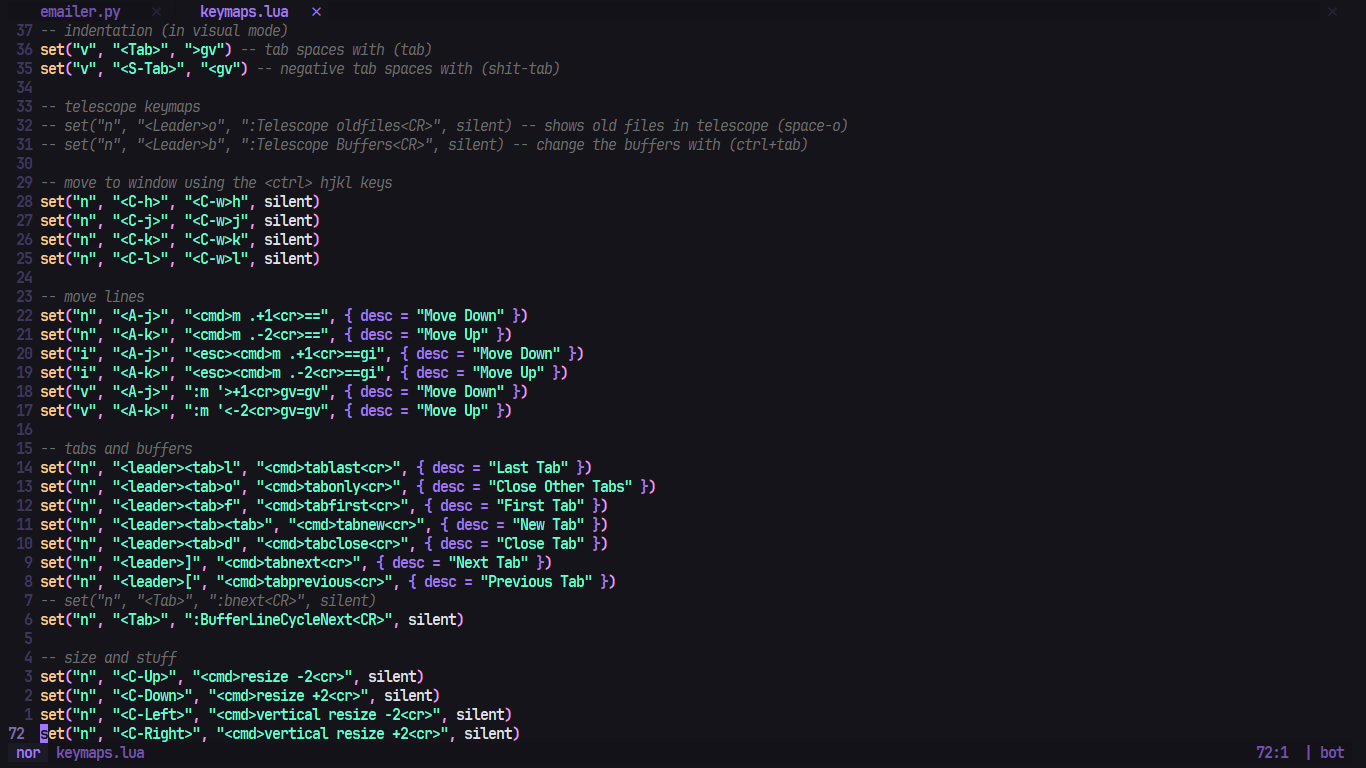 emailer.py × keymaps.lua × ×
37 -- indentation (in visual mode)
36 set("v", "<Tab>", ">gv") -- tab spaces with (tab)
35 set("v", "<S-Tab>", "<gv") -- negative tab spaces with (shit-tab)
34
33 -- telescope keymaps
32 -- set("n", "<Leader>o", ":Telescope oldfiles<CR>", silent) -- shows old files in telescope (space-o)
31 -- set("n", "<Leader>b", ":Telescope Buffers<CR>", silent) -- change the buffers with (ctrl+tab)
30
29 -- move to window using the <ctrl> hjkl keys
28 set("n", "<C-h>", "<C-w>h", silent)
27 set("n", "<C-j>", "<C-w>j", silent)
26 set("n", "<C-k>", "<C-w>k", silent)
25 set("n", "<C-l>", "<C-w>l", silent)
24
23 -- move lines
22 set("n", "<A-j>", "<cmd>m .+1<cr>==", { desc = "Move Down" })
21 set("n", "<A-k>", "<cmd>m .-2<cr>==", { desc = "Move Up" })
20 set("i", "<A-j>", "<esc><cmd>m .+1<cr>==gi", { desc = "Move Down" })
19 set("i", "<A-k>", "<esc><cmd>m .-2<cr>==gi", { desc = "Move Up" })
18 set("v", "<A-j>", ":m '>+1<cr>gv=gv", { desc = "Move Down" })
17 set("v", "<A-k>", ":m '<-2<cr>gv=gv", { desc = "Move Up" })
16
15 -- tabs and buffers
14 set("n", "<leader><tab>l", "<cmd>tablast<cr>", { desc = "Last Tab" })
13 set("n", "<leader><tab>o", "<cmd>tabonly<cr>", { desc = "Close Other Tabs" })
12 set("n", "<leader><tab>f", "<cmd>tabfirst<cr>", { desc = "First Tab" })
11 set("n", "<leader><tab><tab>", "<cmd>tabnew<cr>", { desc = "New Tab" })
10 set("n", "<leader><tab>d", "<cmd>tabclose<cr>", { desc = "Close Tab" })
9 set("n", "<leader>]", "<cmd>tabnext<cr>", { desc = "Next Tab" })
8 set("n", "<leader>[", "<cmd>tabprevious<cr>", { desc = "Previous Tab" })
7 -- set("n", "<Tab>", ":bnext<CR>", silent)
6 set("n", "<Tab>", ":BufferLineCycleNext<CR>", silent)
5
4 -- size and stuff
3 set("n", "<C-Up>", "<cmd>resize -2<cr>", silent)
2 set("n", "<C-Down>", "<cmd>resize +2<cr>", silent)
1 set("n", "<C-Left>", "<cmd>vertical resize -2<cr>", silent)
72 set("n", "<C-Right>", "<cmd>vertical resize +2<cr>", silent)
nor keymaps.lua 72:1 | bot